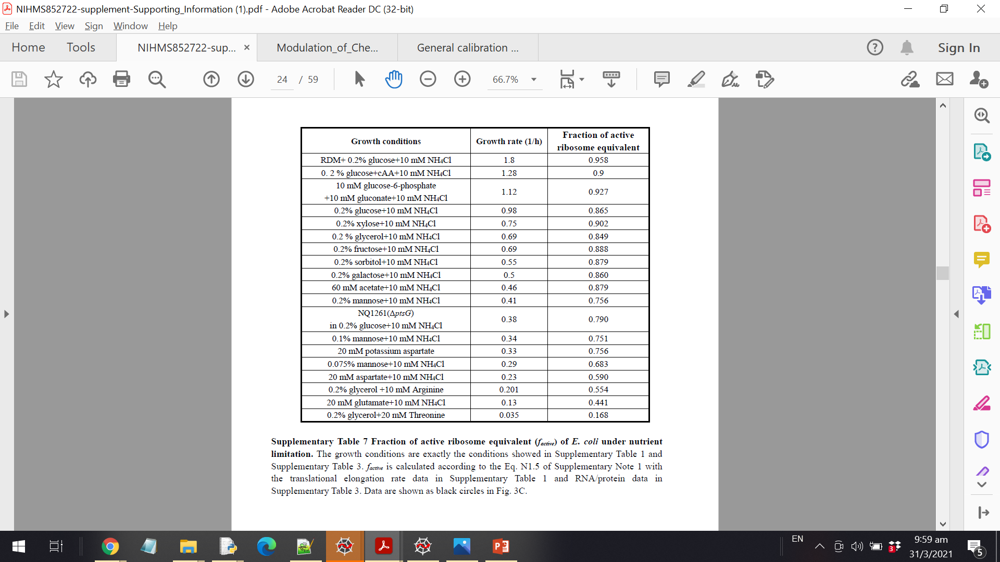 NIHMS852722-supplement-Supporting_Information (1).pdf - Adobe Acrobat Reader DC (32-bit)
File Edit View Sign Window Help
Home Tools NIHMS852722-sup... × Modulation_of_Che... General calibration ... Sign In
24 / 59 66.7%
Growth conditions Growth rate (1/h) Fraction of active
ribosome equivalent
RDM+ 0.2% glucose+10 mM NH₄Cl 1.8 0.958
0. 2 % glucose+cAA+10 mM NH₄Cl 1.28 0.9
10 mM glucose-6-phosphate
+10 mM gluconate+10 mM NH₄Cl 1.12 0.927
0.2% glucose+10 mM NH₄Cl 0.98 0.865
0.2% xylose+10 mM NH₄Cl 0.75 0.902
0.2 % glycerol+10 mM NH₄Cl 0.69 0.849
0.2% fructose+10 mM NH₄Cl 0.69 0.888
0.2% sorbitol+10 mM NH₄Cl 0.55 0.879
0.2% galactose+10 mM NH₄Cl 0.5 0.860
60 mM acetate+10 mM NH₄Cl 0.46 0.879
0.2% mannose+10 mM NH₄Cl 0.41 0.756
NQ1261(ΔptsG)
in 0.2% glucose+10 mM NH₄Cl 0.38 0.790
0.1% mannose+10 mM NH₄Cl 0.34 0.751
20 mM potassium aspartate 0.33 0.756
0.075% mannose+10 mM NH₄Cl 0.29 0.683
20 mM aspartate+10 mM NH₄Cl 0.23 0.590
0.2% glycerol +10 mM Arginine 0.201 0.554
20 mM glutamate+10 mM NH₄Cl 0.13 0.441
0.2% glycerol+20 mM Threonine 0.035 0.168
Supplementary Table 7 Fraction of active ribosome equivalent (factive) of E. coli under nutrient
limitation. The growth conditions are exactly the conditions showed in Supplementary Table 1 and
Supplementary Table 3. factive is calculated according to the Eq. N1.5 of Supplementary Note 1 with
the translational elongation rate data in Supplementary Table 1 and RNA/protein data in
Supplementary Table 3. Data are shown as black circles in Fig. 3C.
EN
9:59 am
31/3/2021
3
5